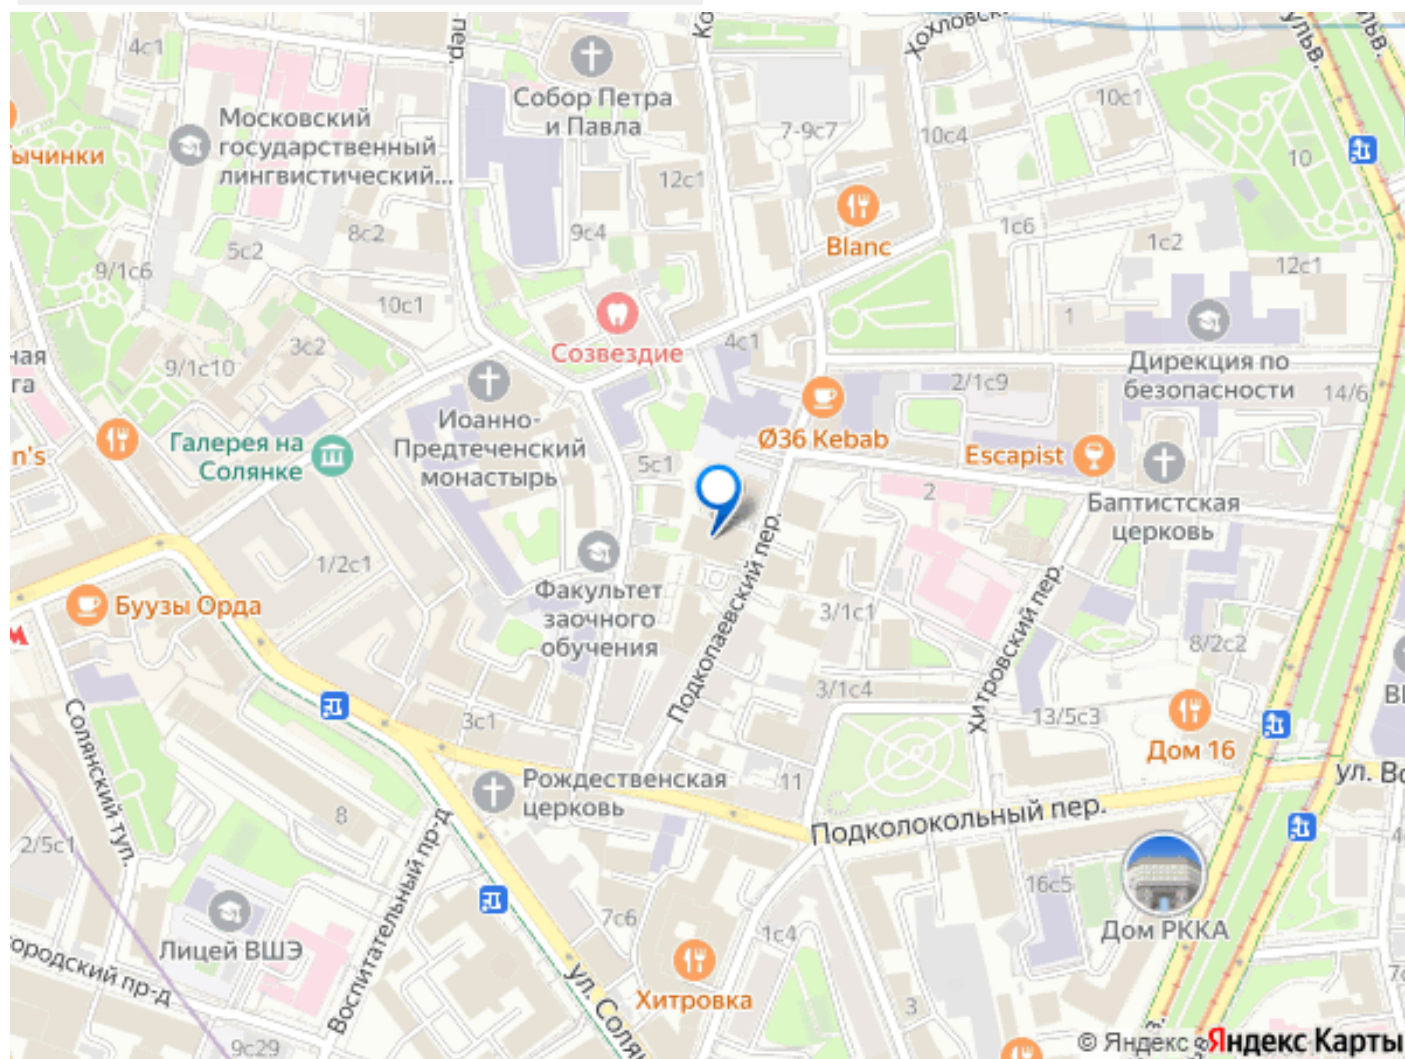 4с1
пер.
Хохловск
Собор Петра
и Павла
10с1
Московский
государственный
лингвистический...
7-9с7
10с4
ычинки
10
12с1
8с2
9с4
1с6
5с2
Blanc
1с2
9/1с6
12с1
10с1
1
Созвездие
4с1
3с2
ная
га
9/1с10
Дирекция по
безопасности
2/1с9
14/6
Иоанно-
Предтеченский
монастырь
Галерея на
Солянке
n's
Ø36 Kebab
Escapist
5с1
2
Баптистская
церковь
1/2с1
Факультет
заочного
обучения
Буузы Орда
Подкопаевский пер.
3/1с1
Хитровский пер.
8/2с2
3/1с4
13/5с3
3с1
Солянский туп.
Дом 16
Рождественская
церковь
11
ул. Во
8
Подколокольный пер.
2/5с1
Воспитательный пр-д
16с5
7с6
1с4
Дом РККА
Лицей ВШЭ
ородский пр-д
Хитровка
ул. Солян
3
9с29
© Яндекс
Яндекс Карты